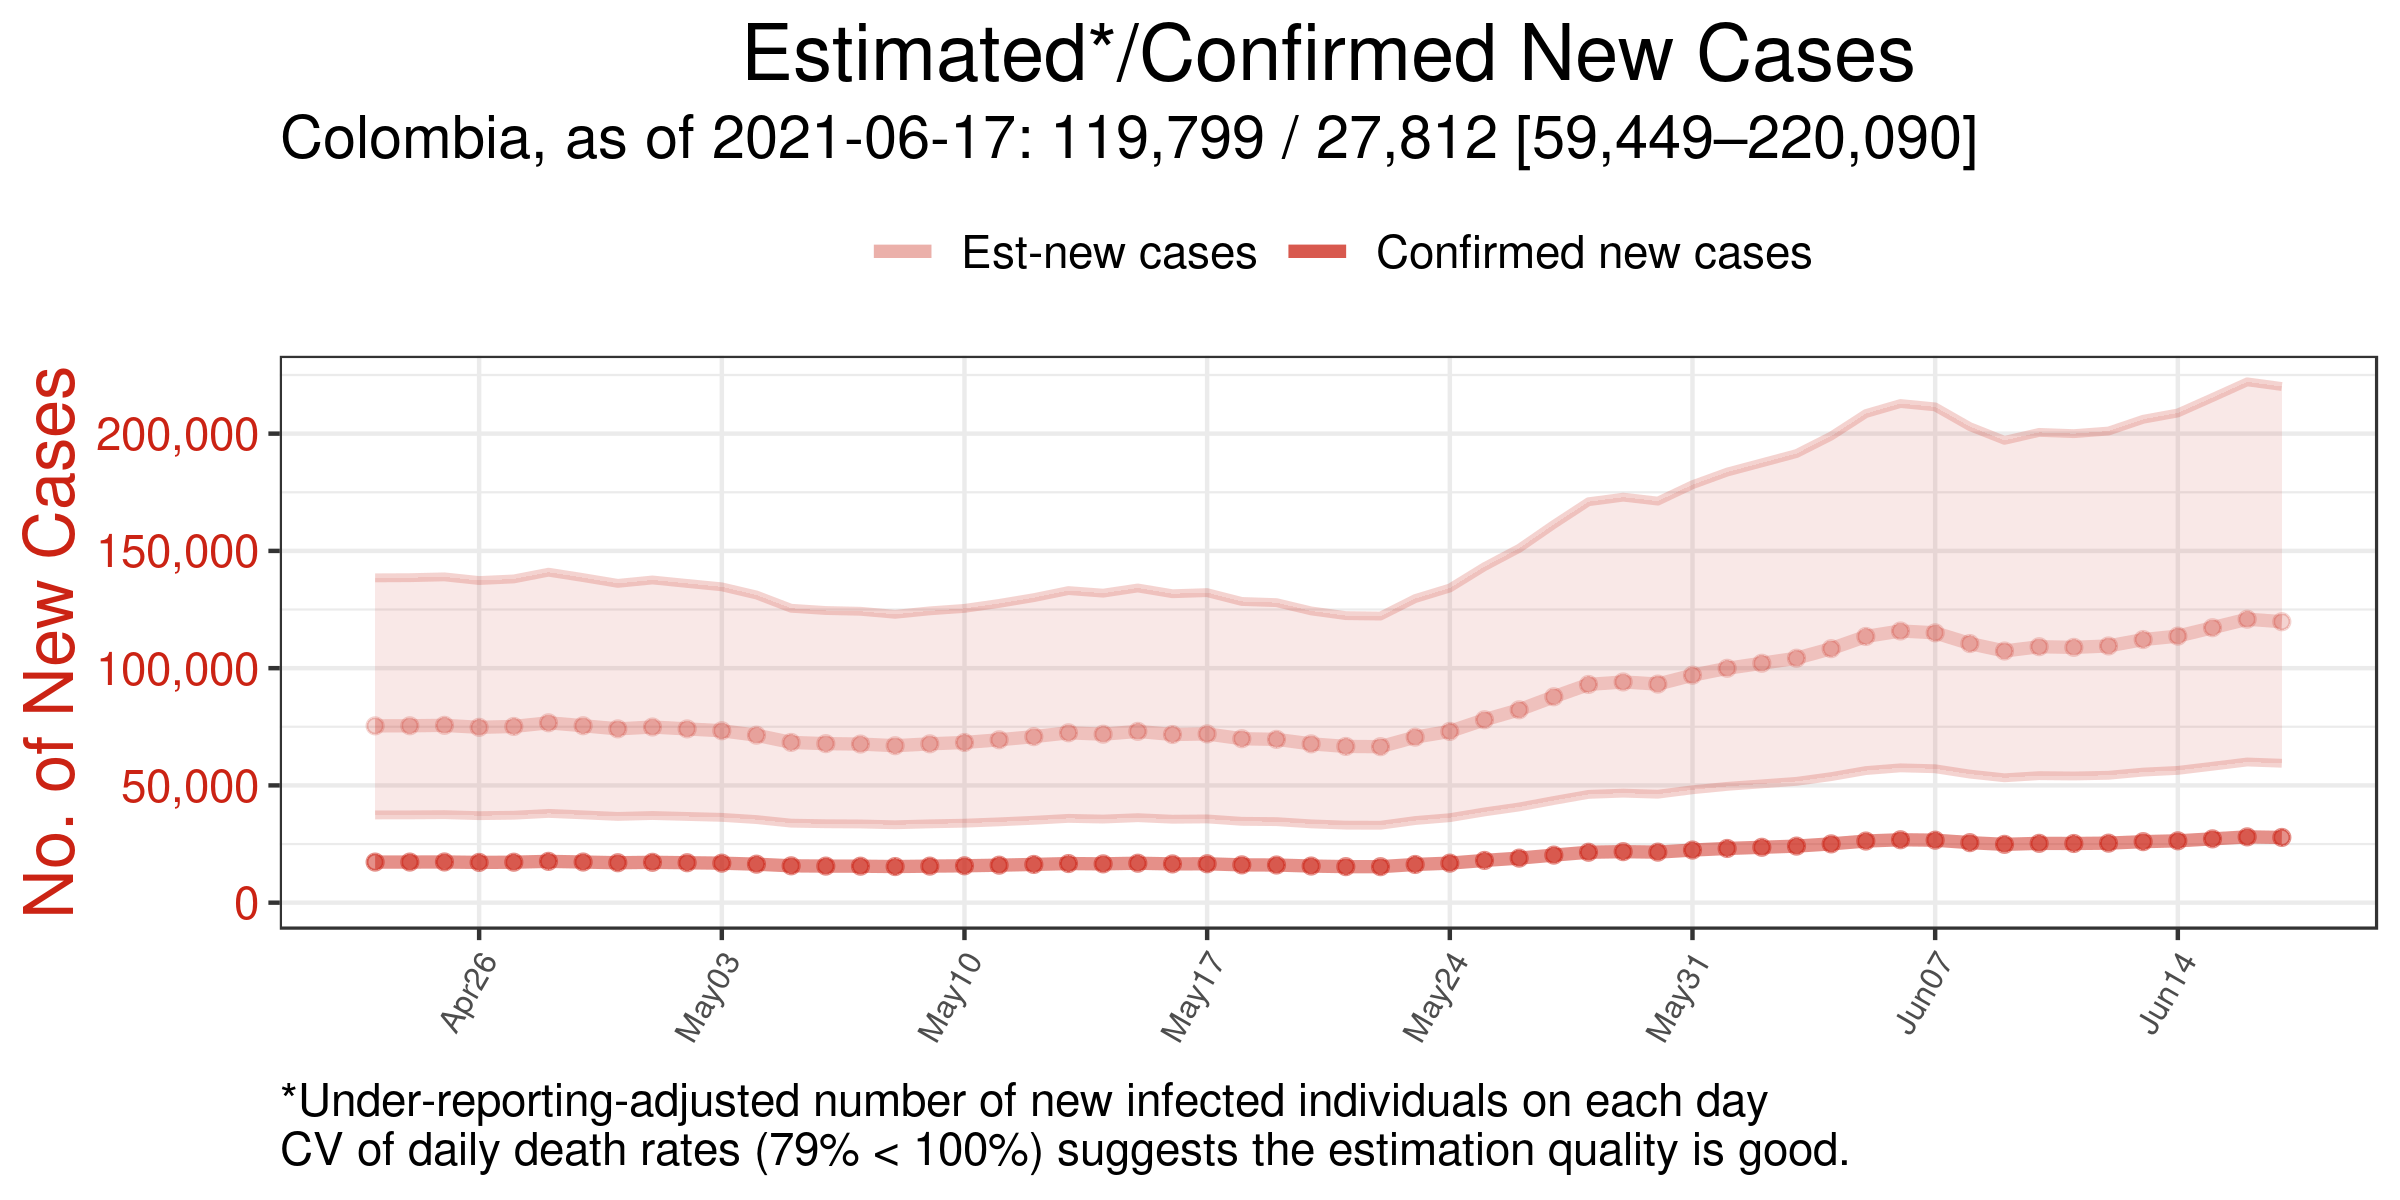 Estimated*/Confirmed New Cases
Colombia, as of 2021-06-17: 119,799 / 27,812 [59,449–220,090]
Est-new cases
Confirmed new cases
No. of New Cases
200,000
150,000
100,000
50,000
0
Apr26
May03
May10
May17
May24
May31
Jun07
Jun14
*Under-reporting-adjusted number of new infected individuals on each day
CV of daily death rates (79% < 100%) suggests the estimation quality is good.